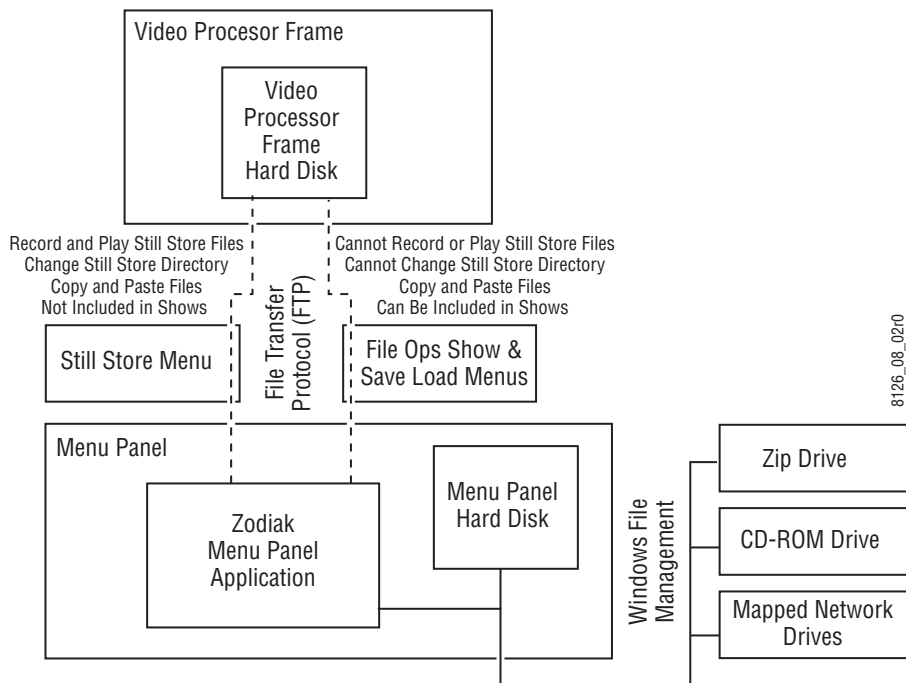 Video Procesor Frame
Video
Processor
Frame
Hard Disk
Record and Play Still Store Files
Change Still Store Directory
Copy and Paste Files
Not Included in Shows
Cannot Record or Play Still Store Files
Cannot Change Still Store Directory
Copy and Paste Files
Can Be Included in Shows
File Transfer
Protocol (FTP)
Still Store Menu
File Ops Show &
Save Load Menus
8126_08_02r0
Menu Panel
Zodiak
Menu Panel
Application
Menu Panel
Hard Disk
Windows File
Management
Zip Drive
CD-ROM Drive
Mapped Network
Drives